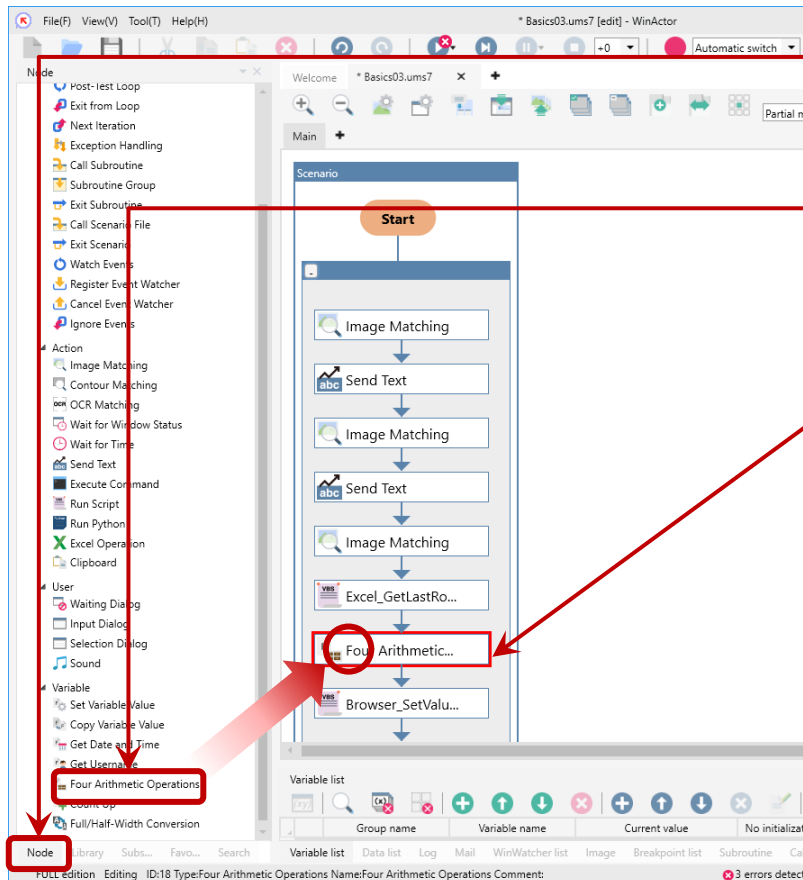 File(F) View(V) Tool(T) Help(H)
* Basics03.ums7 [edit] - WinActor
+0
Automatic switch
Node
Welcome
* Basics03.ums7
Partial m
Main
Post-Test Loop
Exit from Loop
Next Iteration
Exception Handling
Call Subroutine
Subroutine Group
Exit Subroutine
Call Scenario File
Exit Scenario
Watch Events
Register Event Watcher
Cancel Event Watcher
Ignore Events
Action
Image Matching
Contour Matching
OCR OCR Matching
Wait for Window Status
Wait for Time
Send Text
Execute Command
Run Script
Run Python
Excel Operation
Clipboard
User
Waiting Dialog
Input Dialog
Selection Dialog
Sound
Variable
Set Variable Value
Copy Variable Value
Get Date and Time
Get Username
Four Arithmetic Operations
Count Up
Full/Half-Width Conversion
Node Library Subs... Favo... Search
Scenario
Start
Image Matching
abc Send Text
Image Matching
abc Send Text
Image Matching
VBS Excel_GetLastRo...
Four Arithmetic...
VBS Browser_SetValu...
Variable list
Group name Variable name Current value No initializat
Variable list Data list Log Mail WinWatcher list Image Breakpoint list Subroutine Ca
FULL edition Editing ID:18 Type:Four Arithmetic Operations Name:Four Arithmetic Operations Comment:
3 errors detect